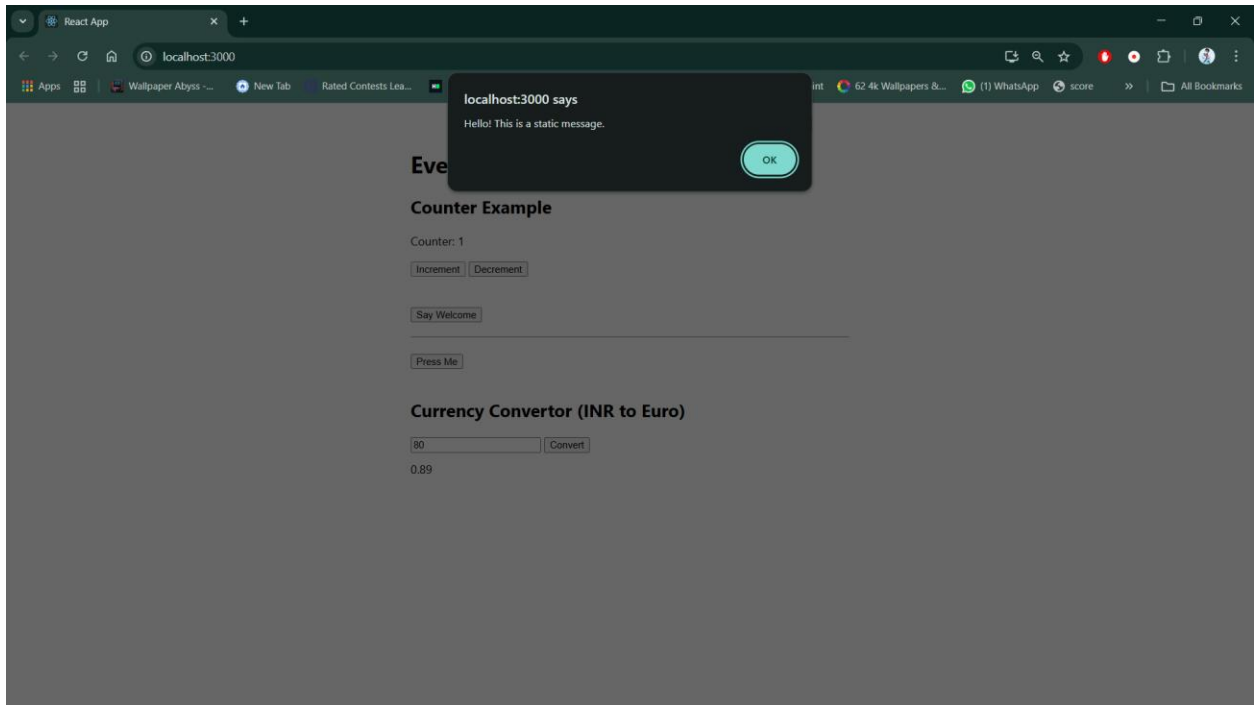 React App
localhost:3000
Apps
Wallpaper Abyss -...
New Tab
Rated Contests Lea...
62 4k Wallpapers &...
(1) WhatsApp
score
»
All Bookmarks
localhost:3000 says
Hello! This is a static message.
OK
Counter Example
Counter: 1
Increment Decrement
Say Welcome
Press Me
Currency Convertor (INR to Euro)
80 Convert
0.89